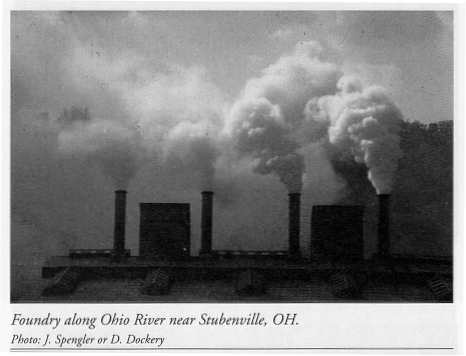 Foundry along Ohio River near Stubenville, OH.
Photo: J. Spengler or D. Dockery